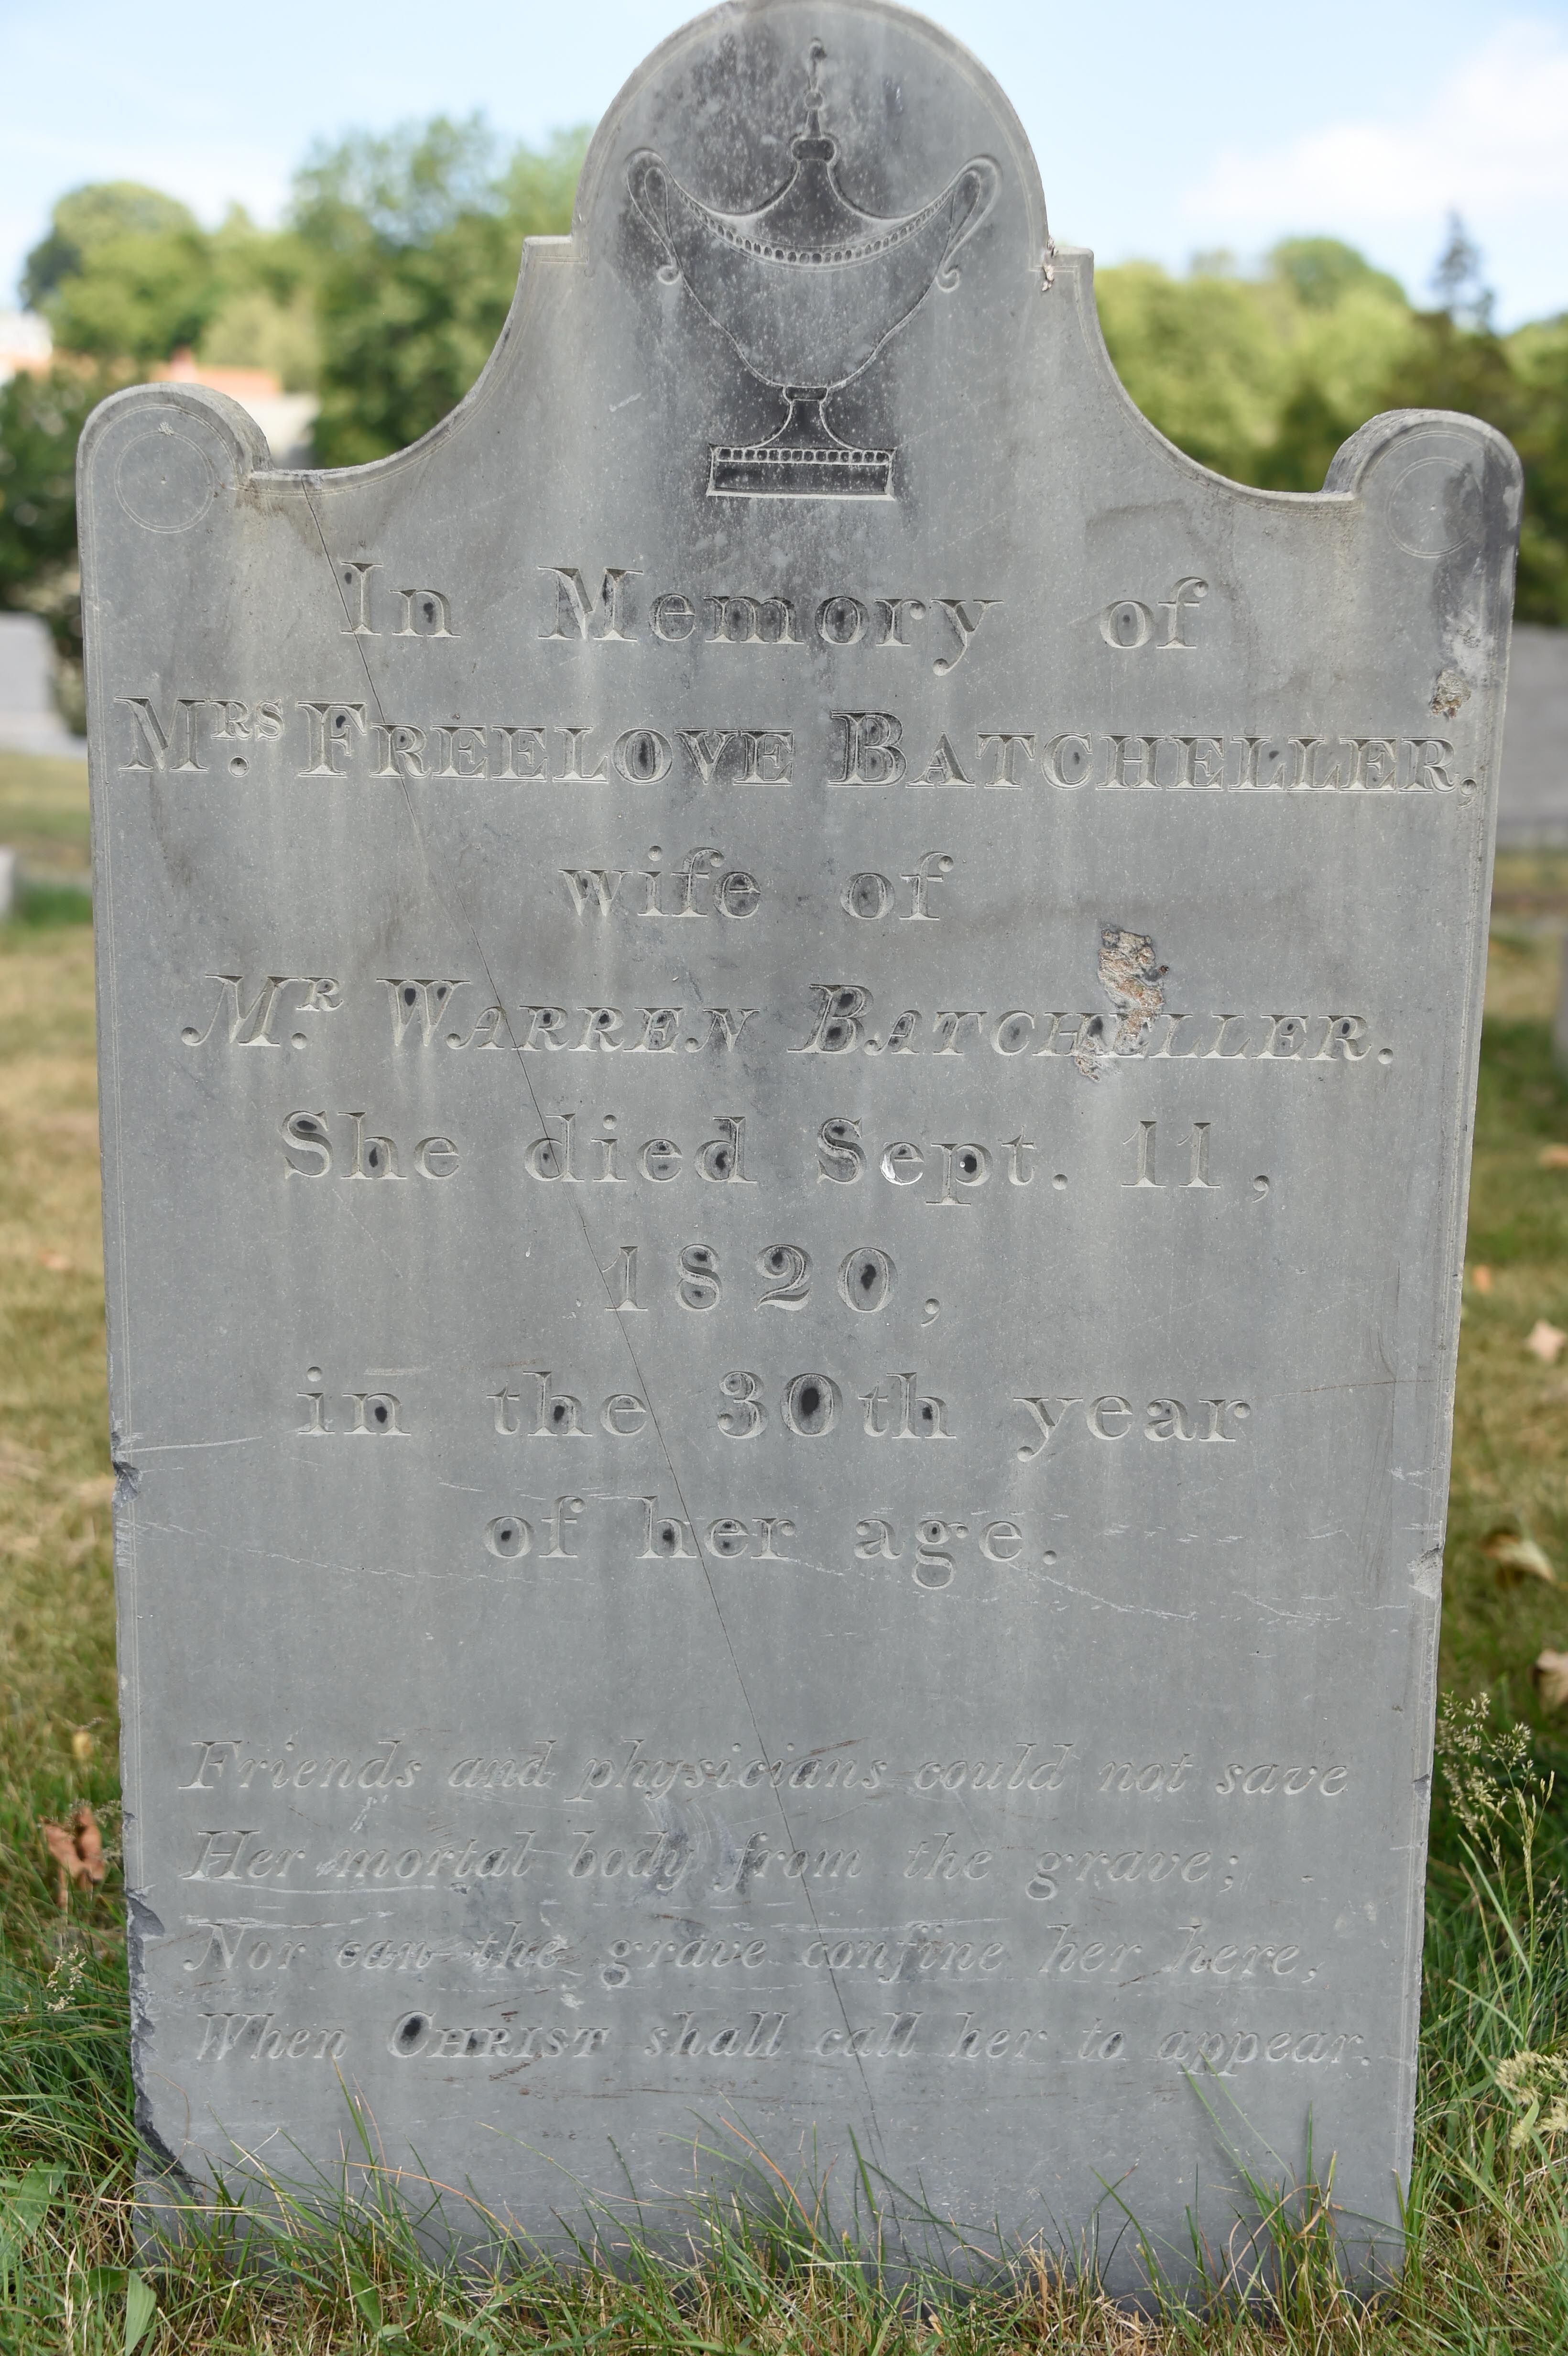 In Memory of
Mrs. FREELOVE BATCHELLER,
wife of
Mr. WARREN BATCHELLER.
She died Sept. 11,
1820,
in the 30th year
of her age.
Friends and physicians could not save
Her mortal body from the grave;
Nor can the grave confine her here,
When CHRIST shall call her to appear.